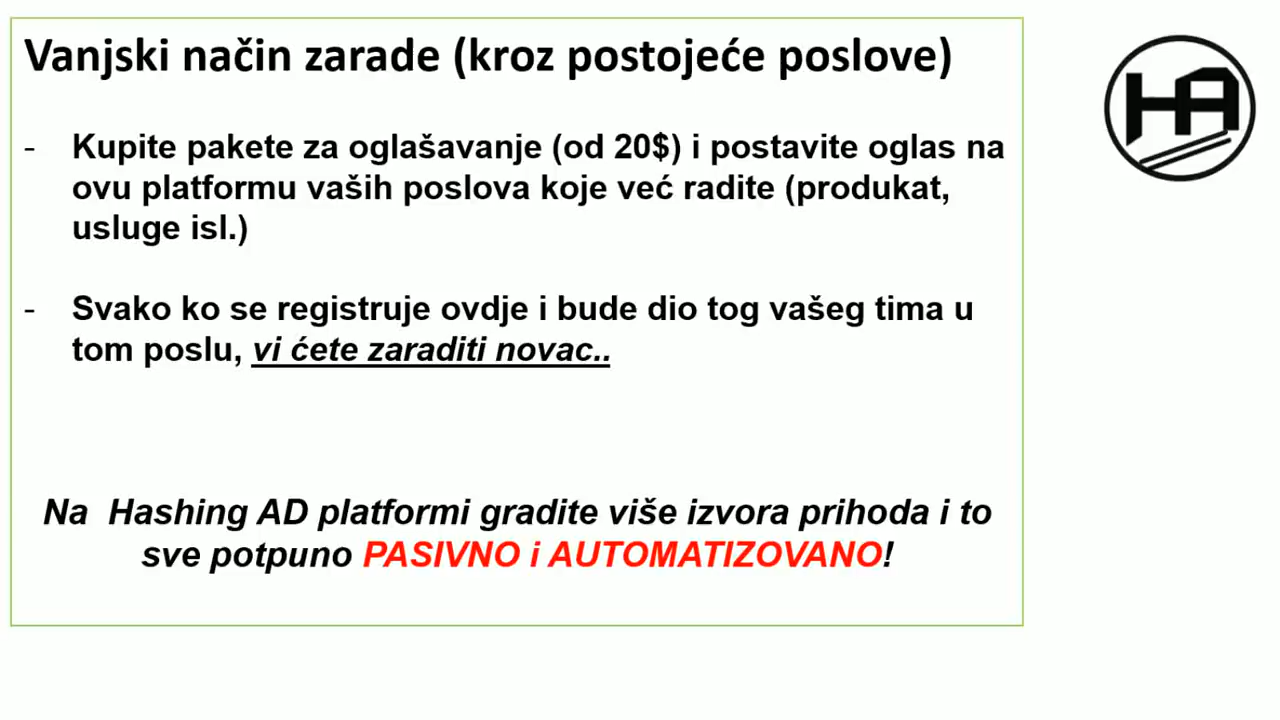 Vanjski način zarade (kroz postojeće poslove)
- Kupite pakete za oglašavanje (od 20$) i postavite oglas na
ovu platformu vaših poslova koje već radite (produkat,
usluge isl.)
- Svako ko se registruje ovdje i bude dio tog vašeg tima u
tom poslu, vi ćete zaraditi novac..
Na Hashing AD platformi gradite više izvora prihoda i to
sve potpuno PASIVNO i AUTOMATIZOVANO!
HA